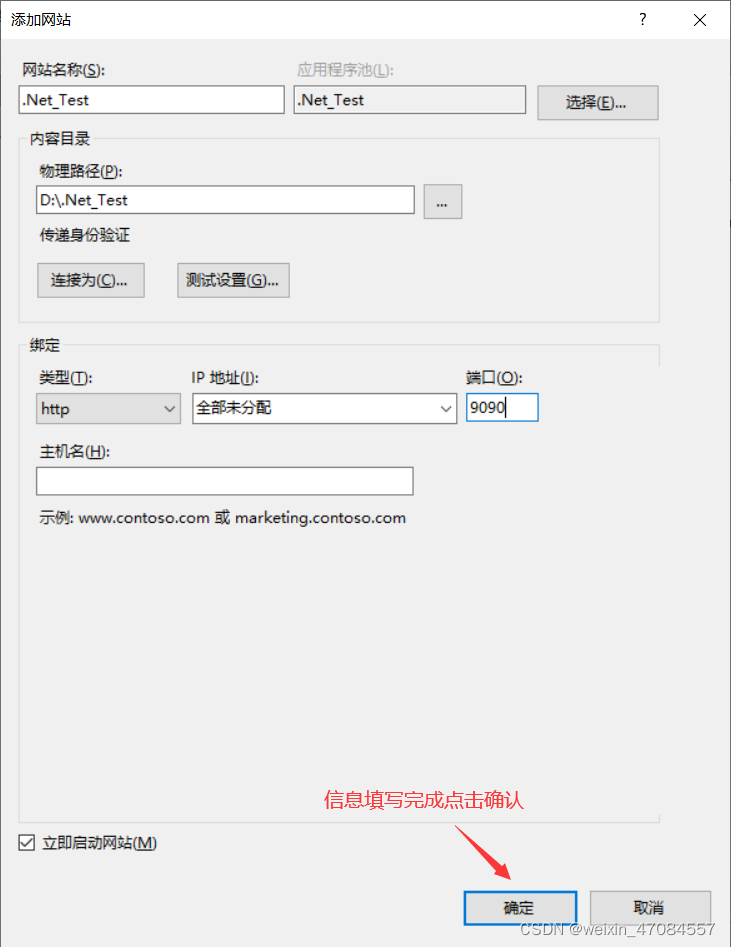 添加网站
?
网站名称(S):
应用程序池(L):
.Net_Test
.Net_Test
选择(E)...
内容目录
物理路径(P):
D:\.Net_Test
...
传递身份验证
连接为(C)...
测试设置(G)...
绑定
类型(T):
IP 地址(I):
端口(O):
http
全部未分配
9090
主机名(H):
示例: www.contoso.com 或 marketing.contoso.com
信息填写完成点击确认
立即启动网站(M)
确定
取消
CSDN @weixin_47084557